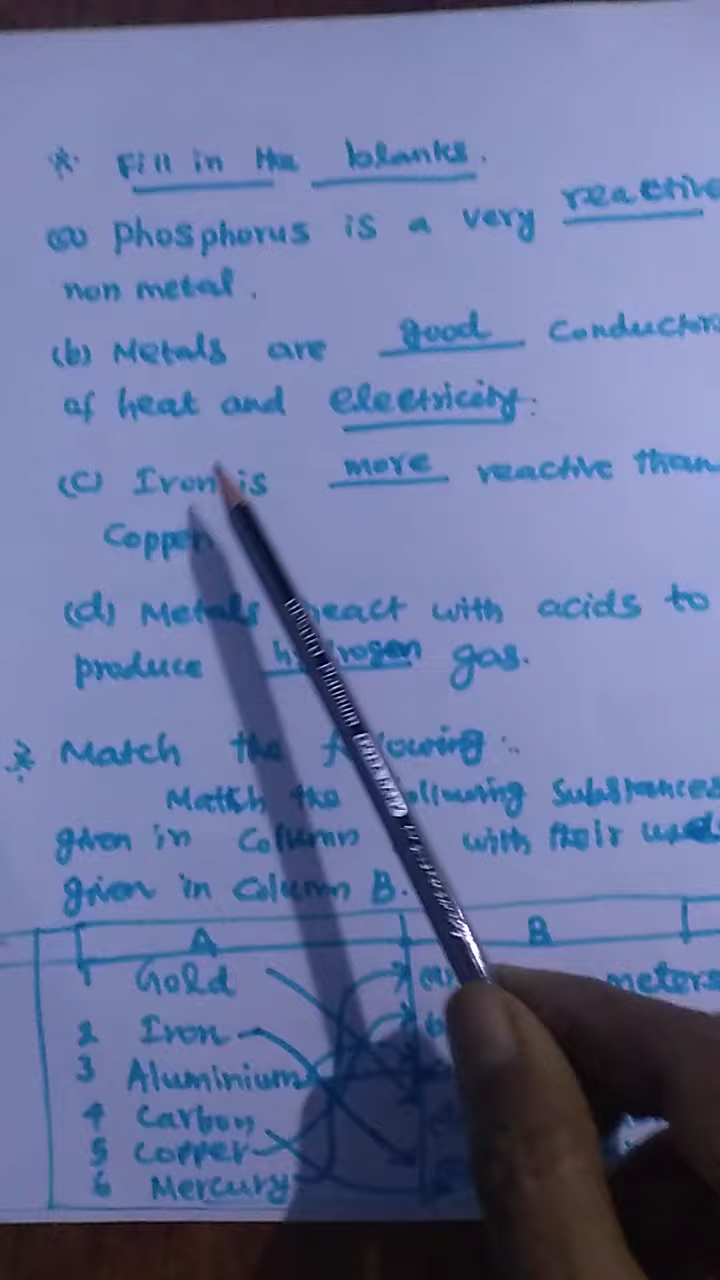 * Fill in the blanks.
(a) Phosphorus is a very reactive
non metal.
(b) Metals are good Conductors
of heat and electricity.
(c) Iron is more reactive than
Copper
(d) Metals react with acids to
produce hydrogen gas.
* Match the following :.
Match the following Substances
given in Column with their used
given in Column B.
A B
1 Gold meters
2 Iron b
3 Aluminium
4 Carbon
5 Copper
6 Mercury